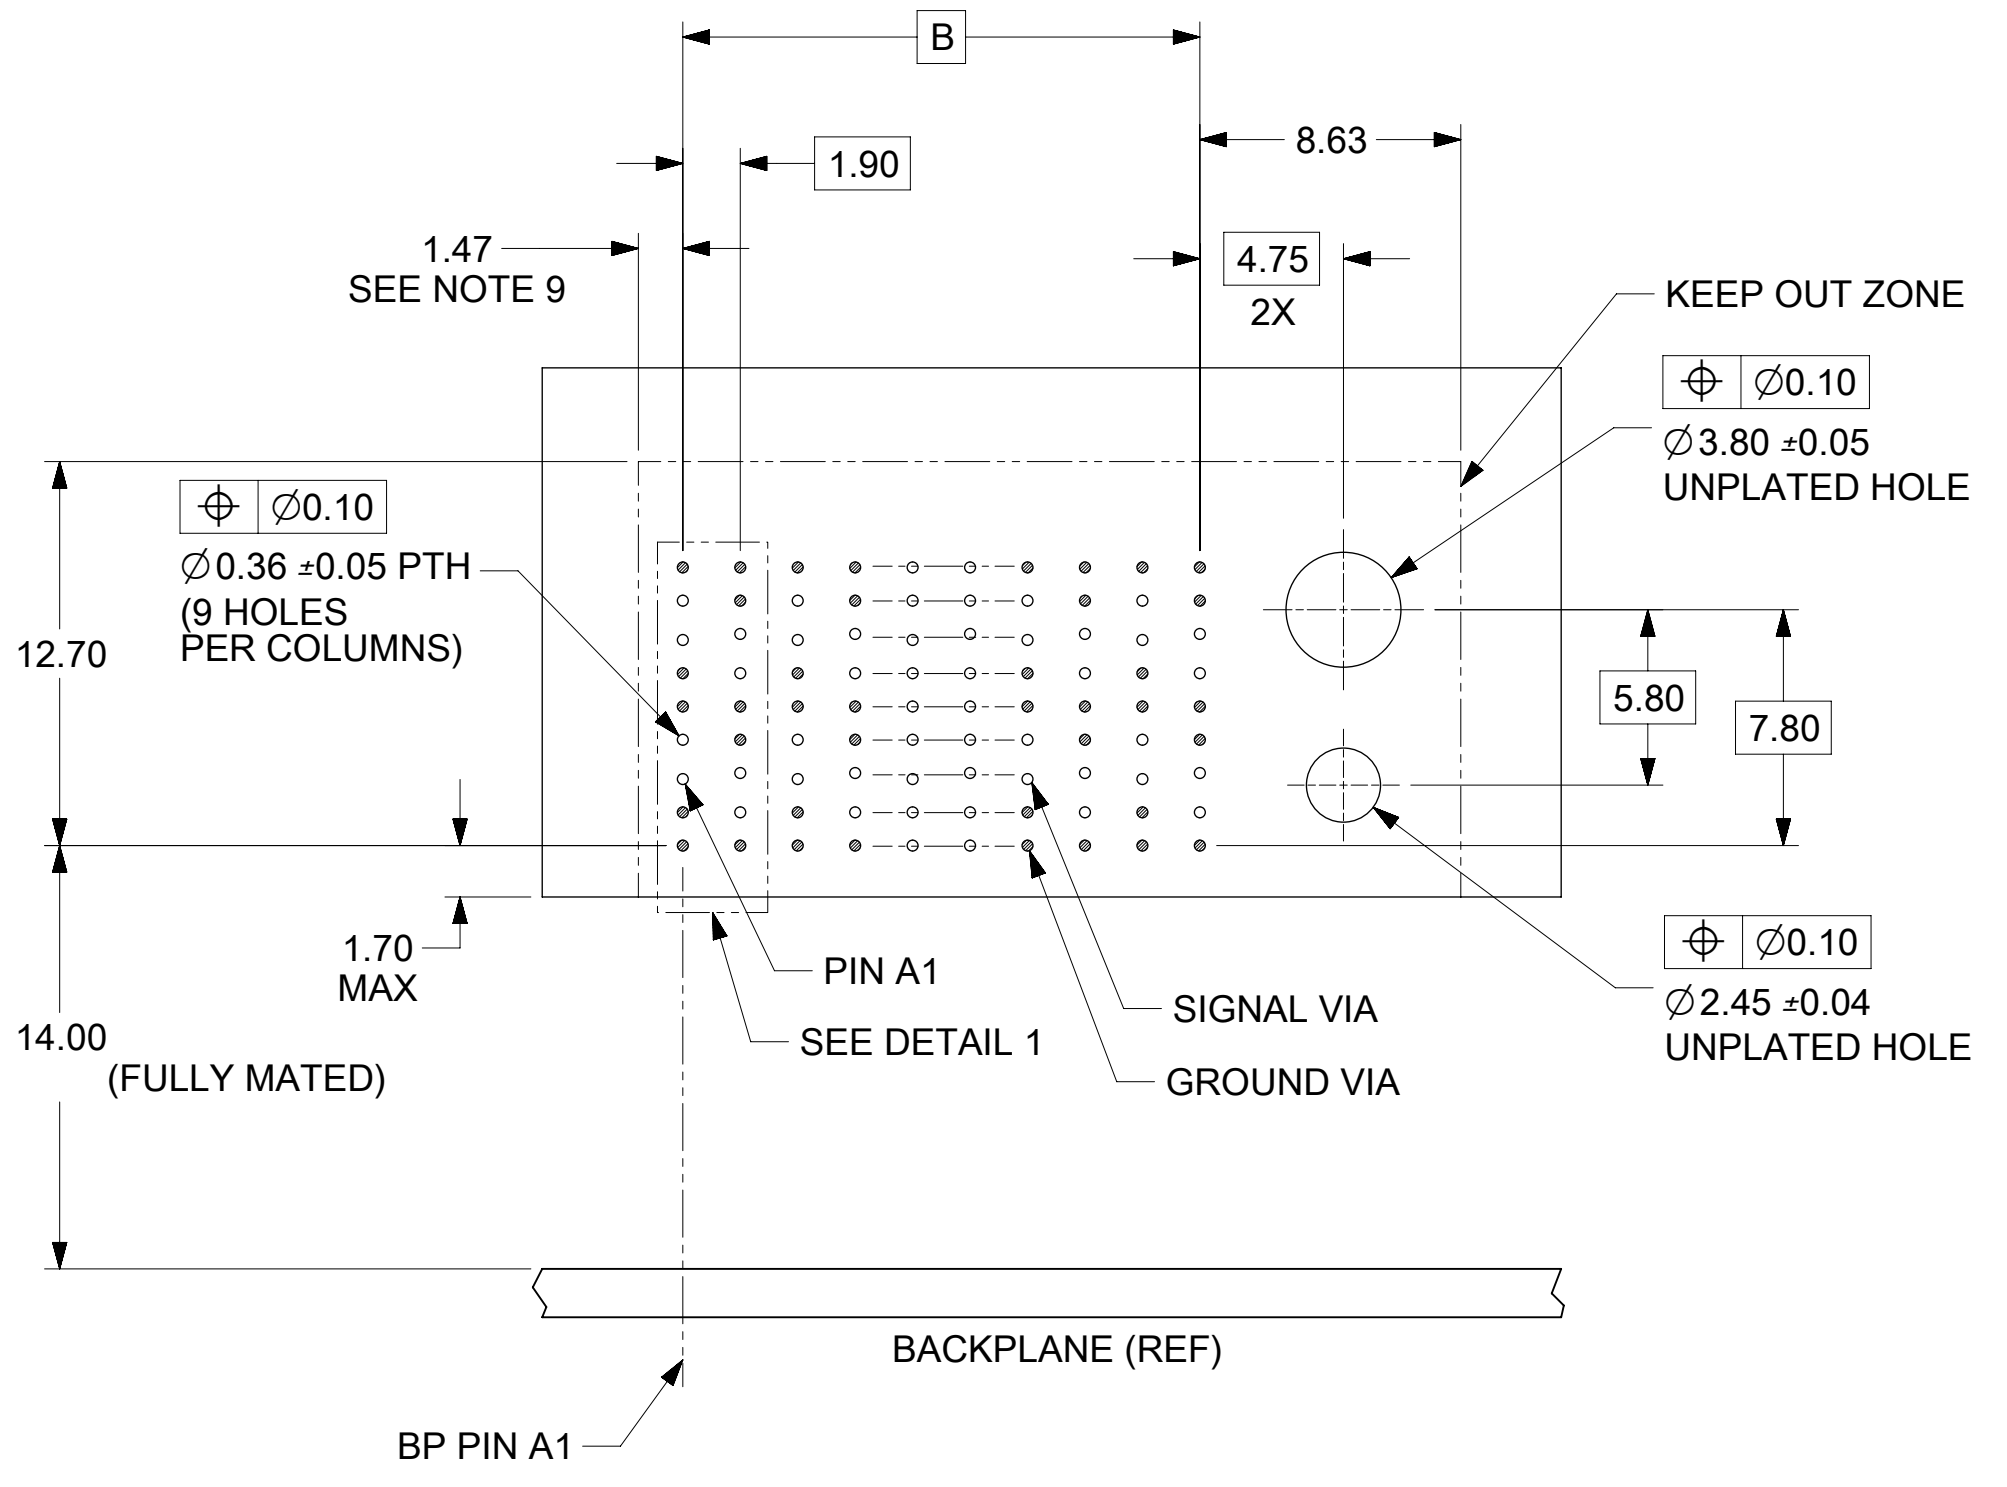 B
8.63
1.90
1.47
SEE NOTE 9
4.75
2X
KEEP OUT ZONE
⌖ ∅0.10
∅3.80 ±0.05
UNPLATED HOLE
⌖ ∅0.10
∅0.36 ±0.05 PTH
(9 HOLES
PER COLUMNS)
12.70
5.80
7.80
1.70
MAX
PIN A1
SEE DETAIL 1
SIGNAL VIA
GROUND VIA
⌖ ∅0.10
∅2.45 ±0.04
UNPLATED HOLE
14.00
(FULLY MATED)
BACKPLANE (REF)
BP PIN A1